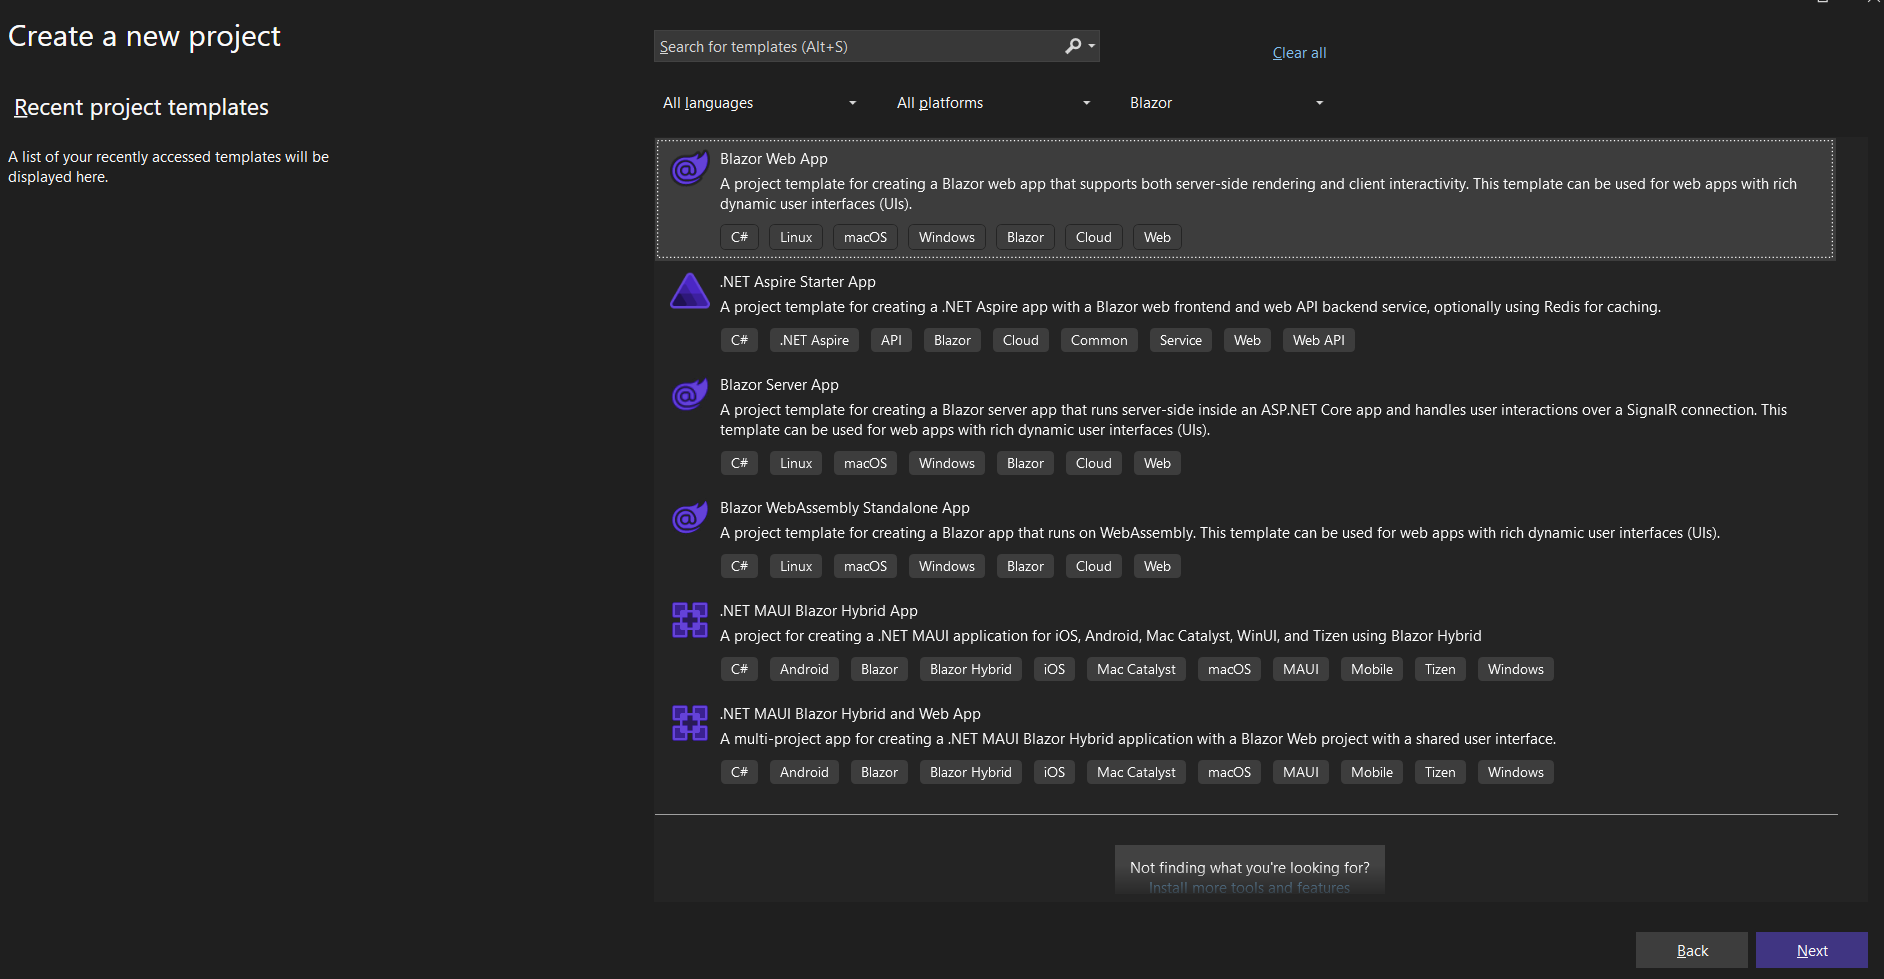 Create a new project
Search for templates (Alt+S)
Clear all
Recent project templates
All languages
All platforms
Blazor
A list of your recently accessed templates will be
displayed here.
Blazor Web App
A project template for creating a Blazor web app that supports both server-side rendering and client interactivity. This template can be used for web apps with rich
dynamic user interfaces (UIs).
C# Linux macOS Windows Blazor Cloud Web
.NET Aspire Starter App
A project template for creating a .NET Aspire app with a Blazor web frontend and web API backend service, optionally using Redis for caching.
C# .NET Aspire API Blazor Cloud Common Service Web Web API
Blazor Server App
A project template for creating a Blazor server app that runs server-side inside an ASP.NET Core app and handles user interactions over a SignalR connection. This
template can be used for web apps with rich dynamic user interfaces (UIs).
C# Linux macOS Windows Blazor Cloud Web
Blazor WebAssembly Standalone App
A project template for creating a Blazor app that runs on WebAssembly. This template can be used for web apps with rich dynamic user interfaces (UIs).
C# Linux macOS Windows Blazor Cloud Web
.NET MAUI Blazor Hybrid App
A project for creating a .NET MAUI application for iOS, Android, Mac Catalyst, WinUI, and Tizen using Blazor Hybrid
C# Android Blazor Blazor Hybrid iOS Mac Catalyst macOS MAUI Mobile Tizen Windows
.NET MAUI Blazor Hybrid and Web App
A multi-project app for creating a .NET MAUI Blazor Hybrid application with a Blazor Web project with a shared user interface.
C# Android Blazor Blazor Hybrid iOS Mac Catalyst macOS MAUI Mobile Tizen Windows
Not finding what you're looking for?
Install more tools and features
Back
Next